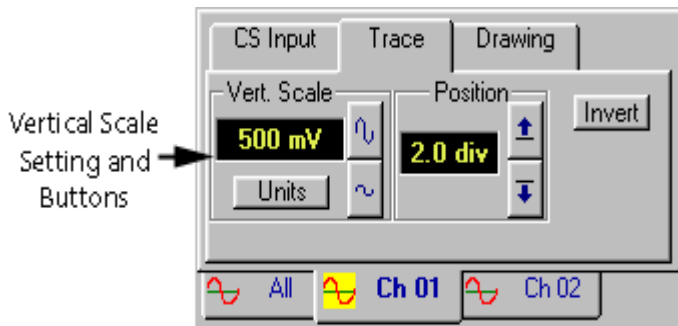 CS Input Trace Drawing
Vert. Scale Position
Invert
Vertical Scale
Setting and
Buttons
500 mV
2.0 div
Units
All Ch 01 Ch 02